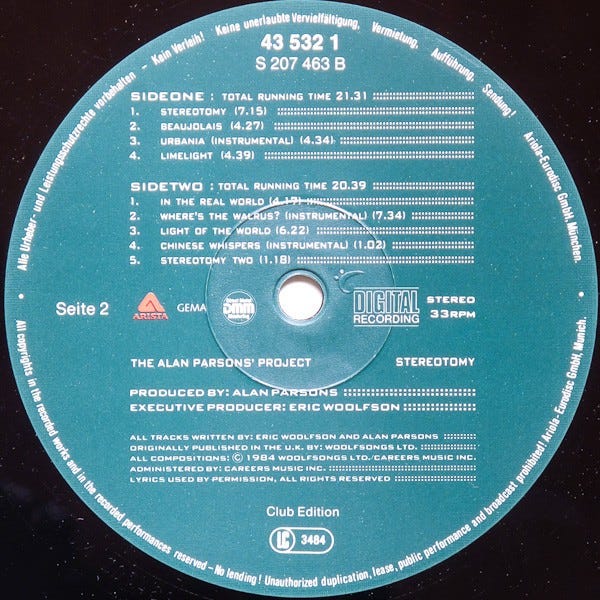 Alle Urheber- und Leistungsschutzrechte vorbehalten – Kein Verleih! Keine unerlaubte Vervielfältigung, Vermietung, Aufführung, Sendung! Ariola-Eurodisc GmbH, München.
43 532 1
S 207 463 B
SIDEONE : TOTAL RUNNING TIME 21.31
1. STEREOTOMY (7.15)
2. BEAUJOLAIS (4.27)
3. URBANIA (INSTRUMENTAL) (4.34)
4. LIMELIGHT (4.39)
SIDETWO : TOTAL RUNNING TIME 20.39
1. IN THE REAL WORLD (4.17)
2. WHERE'S THE WALRUS? (INSTRUMENTAL) (7.34)
3. LIGHT OF THE WORLD (6.22)
4. CHINESE WHISPERS (INSTRUMENTAL) (1.02)
5. STEREOTOMY TWO (1.18)
Seite 2
ARISTA
GEMA
Direct Metal
DMM
Mastering
DIGITAL
RECORDING
STEREO
33RPM
THE ALAN PARSONS' PROJECT STEREOTOMY
PRODUCED BY: ALAN PARSONS
EXECUTIVE PRODUCER: ERIC WOOLFSON
ALL TRACKS WRITTEN BY: ERIC WOOLFSON AND ALAN PARSONS
ORIGINALLY PUBLISHED IN THE U.K. BY: WOOLFSONGS LTD.
ALL COMPOSITIONS: © 1984 WOOLFSONGS LTD./CAREERS MUSIC INC.
ADMINISTERED BY: CAREERS MUSIC INC.
LYRICS USED BY PERMISSION, ALL RIGHTS RESERVED
Club Edition
LC 3484
All copyrights in the recorded works and in the recorded performances reserved – No lending! Unauthorized duplication, lease, public performance and broadcast prohibited! Ariola-Eurodisc GmbH, Munich.